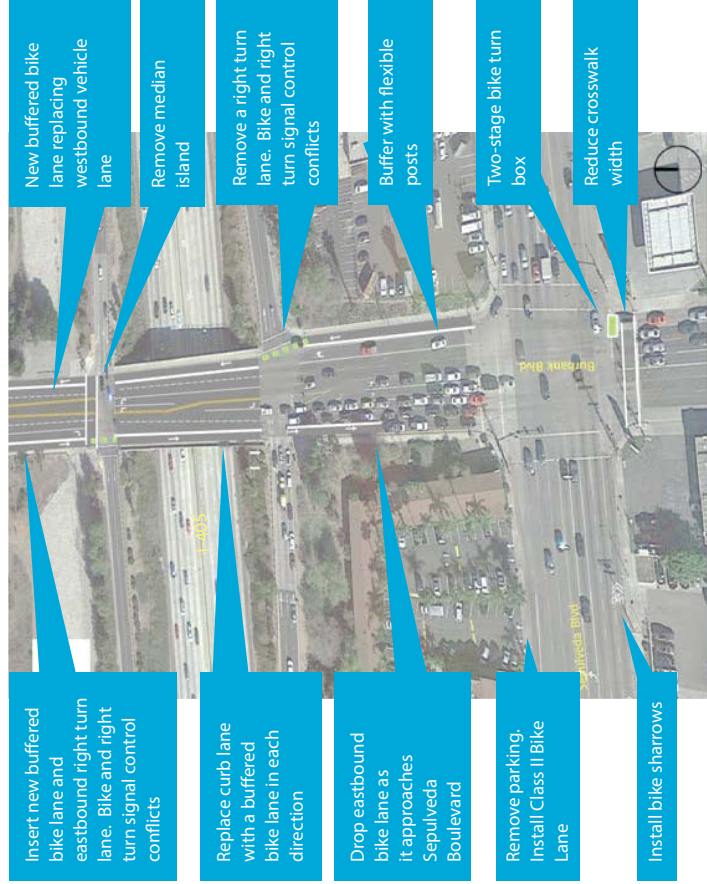 New buffered bike
lane replacing
westbound vehicle
lane
Remove median
island
Remove a right turn
lane.  Bike and right
turn signal control
conflicts
Buffer with flexible
posts
Two-stage bike turn
box
Reduce crosswalk
width
I-405
Burbank Blvd
Sepulveda Blvd
Insert new buffered
bike lane and
eastbound right turn
lane.  Bike and right
turn signal control
conflicts
Replace curb lane
with a buffered
bike lane in each
direction
Drop eastbound
bike lane as
it approaches
Sepulveda
Boulevard
Remove parking.
Install Class II Bike
Lane
Install bike sharrows